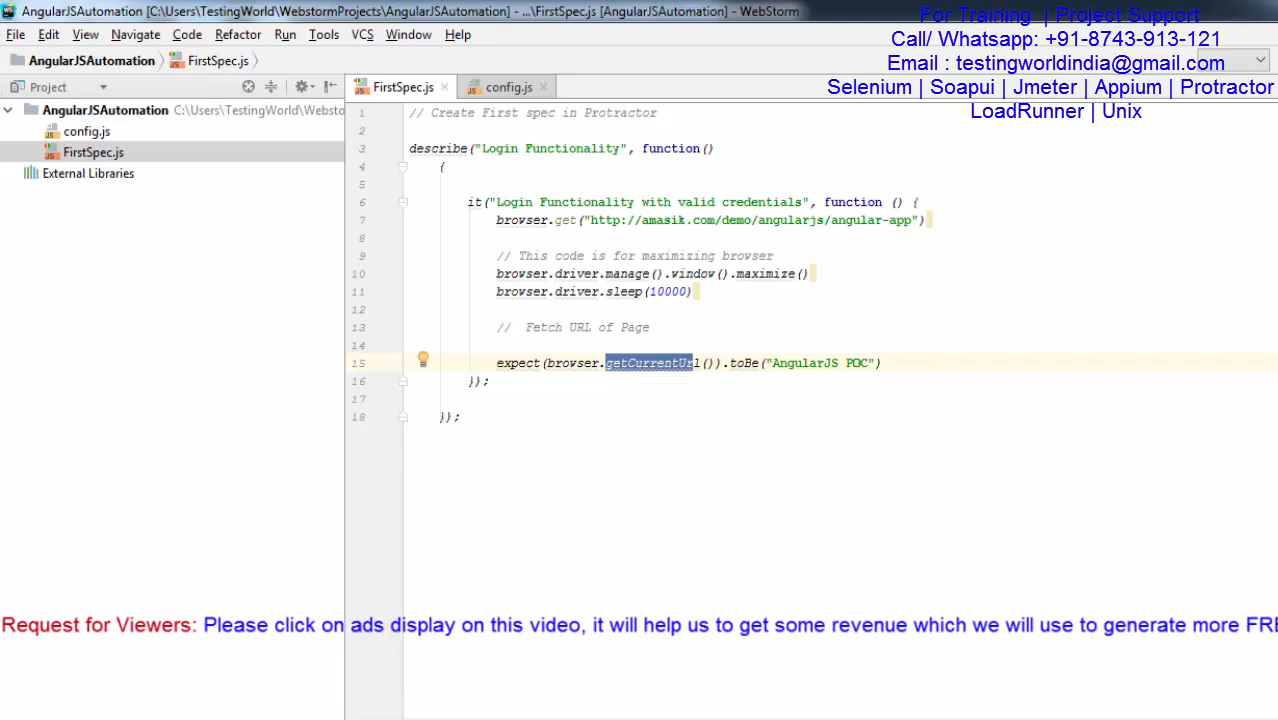 AngularJSAutomation [C:\Users\TestingWorld\WebstormProjects\AngularJSAutomation] - ...\FirstSpec.js [AngularJSAutomation] - WebStorm
For Training | Project Support
File Edit View Navigate Code Refactor Run Tools VCS Window Help
Call/ Whatsapp: +91-8743-913-121
AngularJSAutomation FirstSpec.js
Email : testingworldindia@gmail.com
Project FirstSpec.js config.js
Selenium | Soapui | Jmeter | Appium | Protractor
LoadRunner | Unix
AngularJSAutomation C:\Users\TestingWorld\Websto
config.js
FirstSpec.js
External Libraries
1 // Create First spec in Protractor
2
3 describe("Login Functionality", function()
4 {
5
6 it("Login Functionality with valid credentials", function () {
7 browser.get("http://amasik.com/demo/angularjs/angular-app")
8
9 // This code is for maximizing browser
10 browser.driver.manage().window().maximize()
11 browser.driver.sleep(10000)
12
13 // Fetch URL of Page
14
15 expect(browser.getCurrentUrl()).toBe("AngularJS POC")
16 });
17
18 });
Request for Viewers: Please click on ads display on this video, it will help us to get some revenue which we will use to generate more FRE